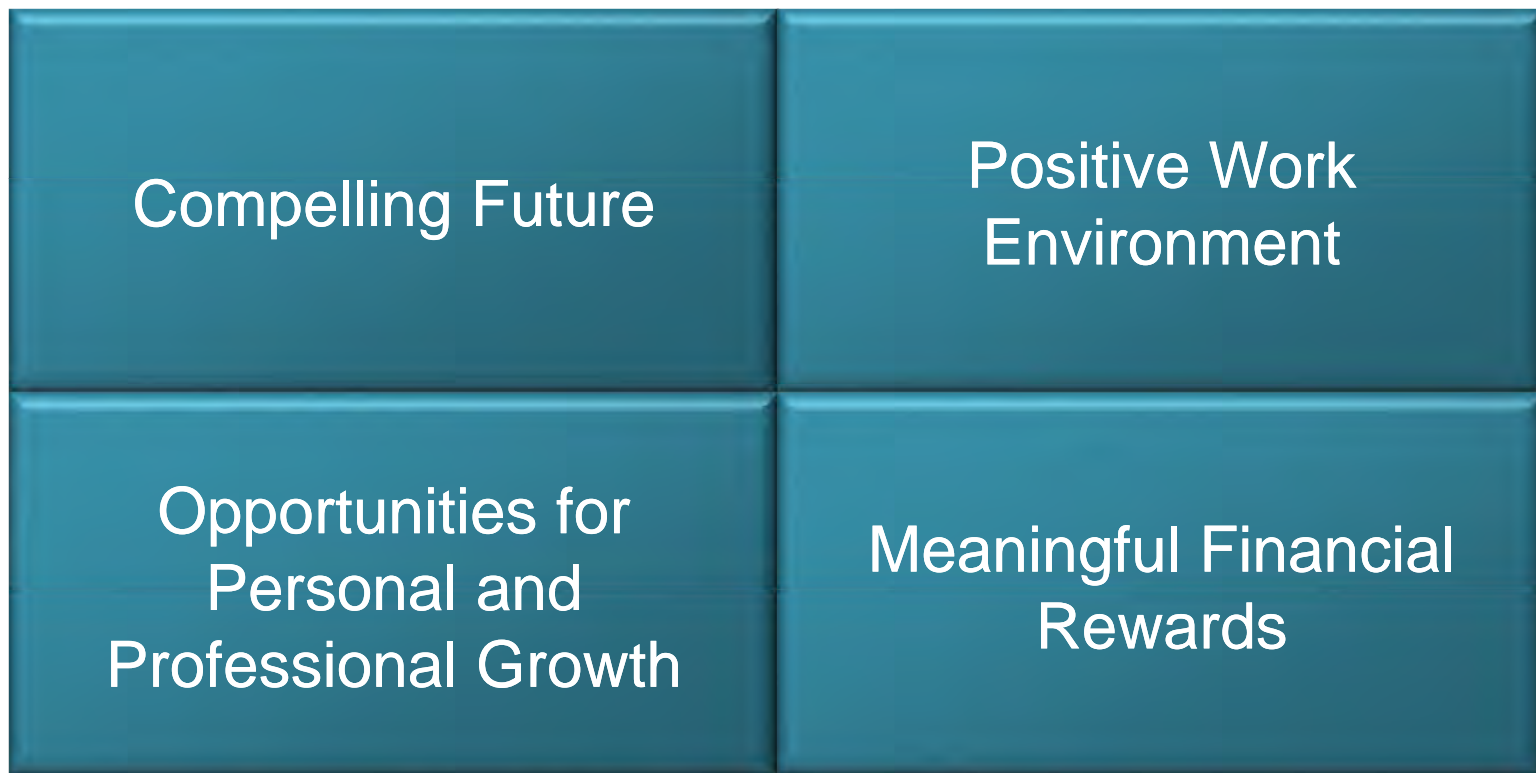 Compelling Future
Positive Work
Environment
Opportunities for
Personal and
Professional Growth
Meaningful Financial
Rewards